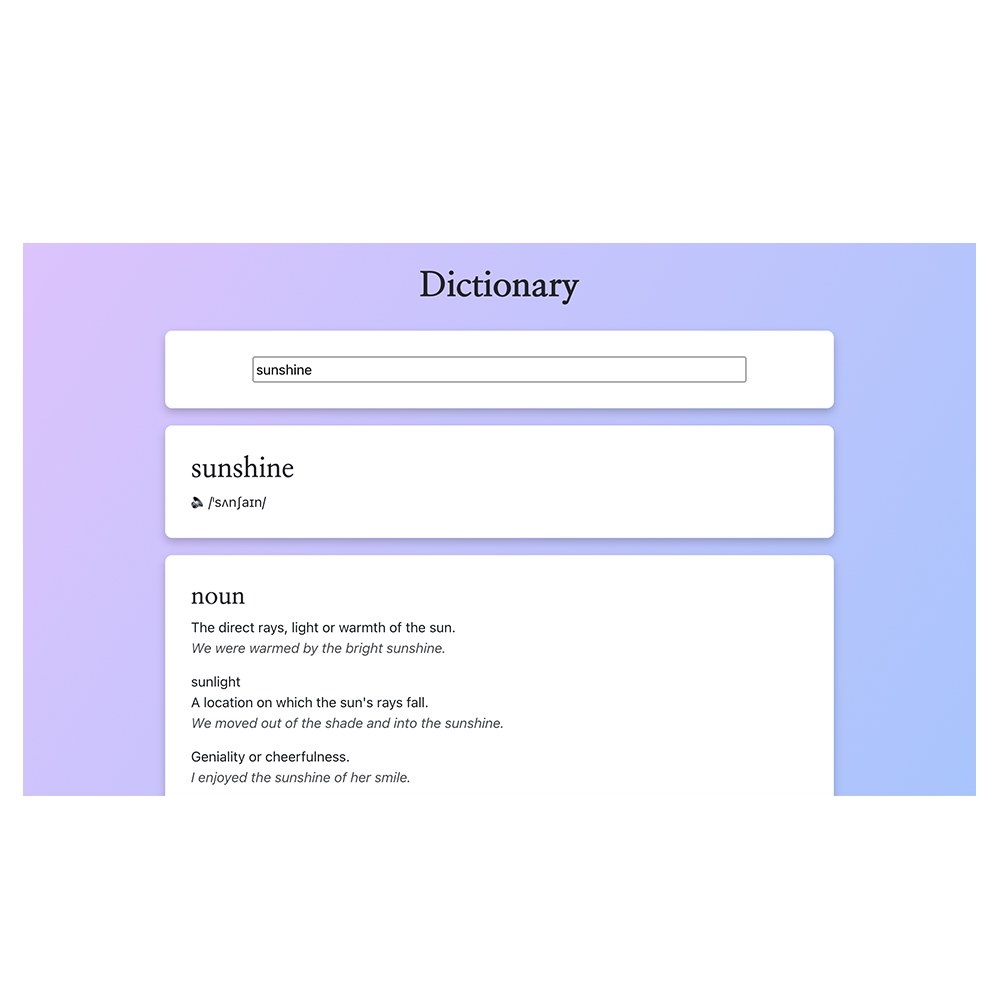 Dictionary
sunshine
sunshine
/ˈsʌnʃaɪn/
noun
The direct rays, light or warmth of the sun.
We were warmed by the bright sunshine.
sunlight
A location on which the sun's rays fall.
We moved out of the shade and into the sunshine.
Geniality or cheerfulness.
I enjoyed the sunshine of her smile.